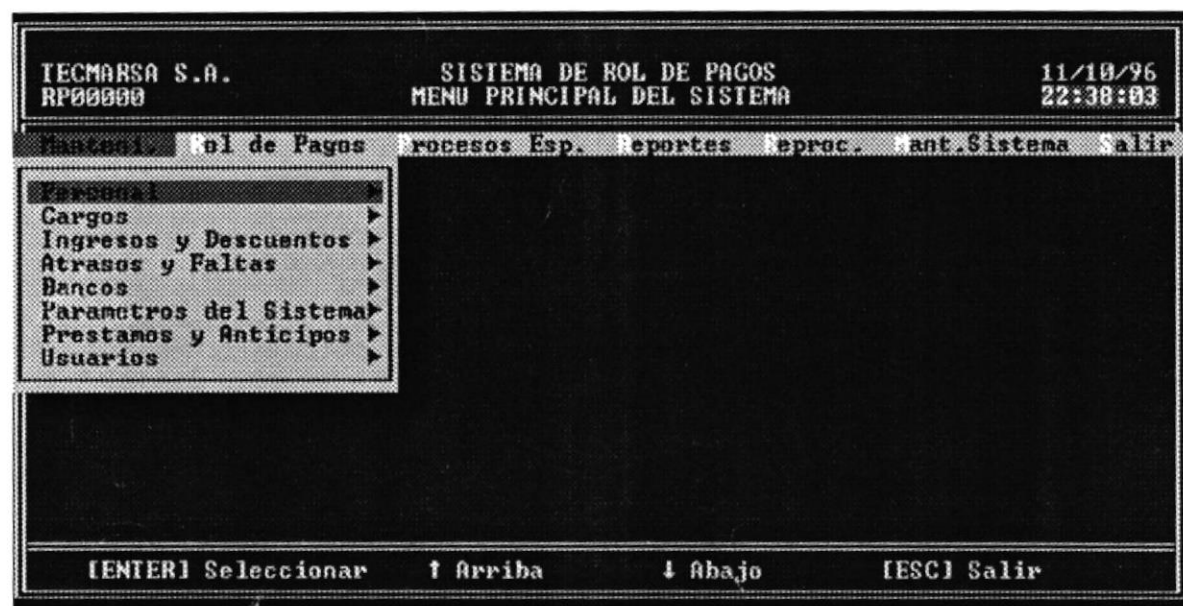 TECMARSA S.A. SISTEMA DE ROL DE PAGOS 11/10/96
RP00000 MENU PRINCIPAL DEL SISTEMA 22:38:03
Manteni. Rol de Pagos Procesos Esp. Reportes Reproc. Mant.Sistema Salir
Personal
Cargos
Ingresos y Descuentos
Atrasos y Faltas
Bancos
Parametros del Sistema
Prestamos y Anticipos
Usuarios
[ENTER] Seleccionar ↑ Arriba ↓ Abajo [ESC] Salir